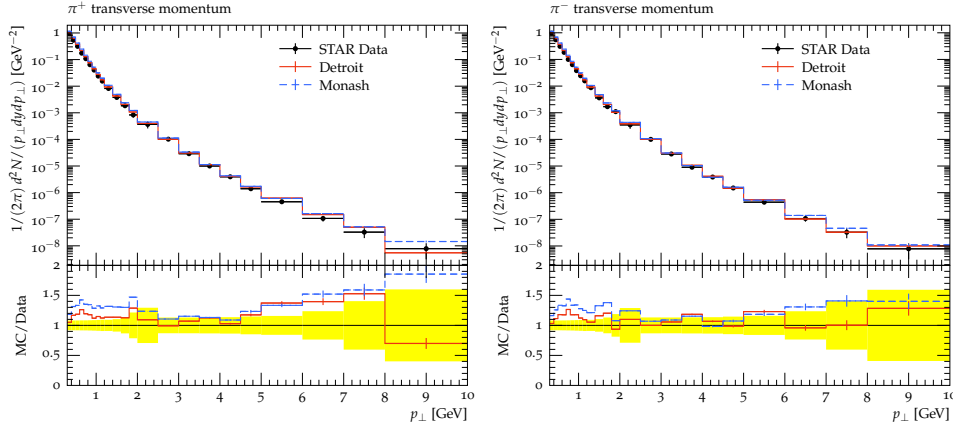 π⁺ transverse momentum
1/(2π) d²N/(p⊥dydp⊥) [GeV⁻²]
1
10⁻¹
10⁻²
10⁻³
10⁻⁴
10⁻⁵
10⁻⁶
10⁻⁷
10⁻⁸
STAR Data
Detroit
Monash
MC/Data
2
1.5
1
0.5
0
1 2 3 4 5 6 7 8 9 10
p⊥ [GeV]
π⁻ transverse momentum
1/(2π) d²N/(p⊥dydp⊥) [GeV⁻²]
1
10⁻¹
10⁻²
10⁻³
10⁻⁴
10⁻⁵
10⁻⁶
10⁻⁷
10⁻⁸
STAR Data
Detroit
Monash
MC/Data
2
1.5
1
0.5
0
1 2 3 4 5 6 7 8 9 10
p⊥ [GeV]